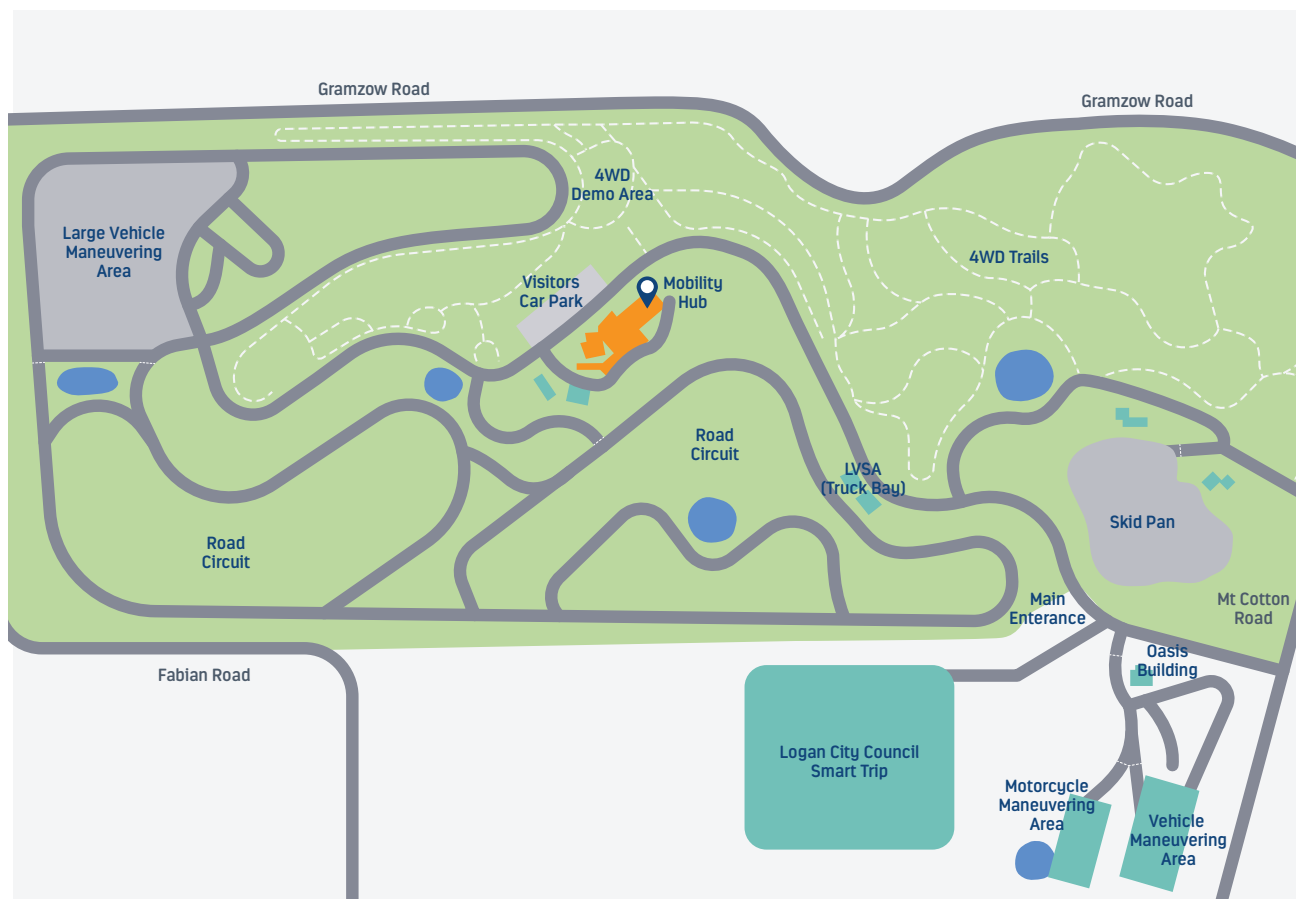 Gramzow Road
Gramzow Road
4WD
Demo Area
Large Vehicle
Maneuvering
Area
4WD Trails
Visitors
Car Park
Mobility
Hub
Road
Circuit
LVSA
(Truck Bay)
Skid Pan
Road
Circuit
Main
Enterance
Mt Cotton
Road
Oasis
Building
Fabian Road
Logan City Council
Smart Trip
Motorcycle
Maneuvering
Area
Vehicle
Maneuvering
Area